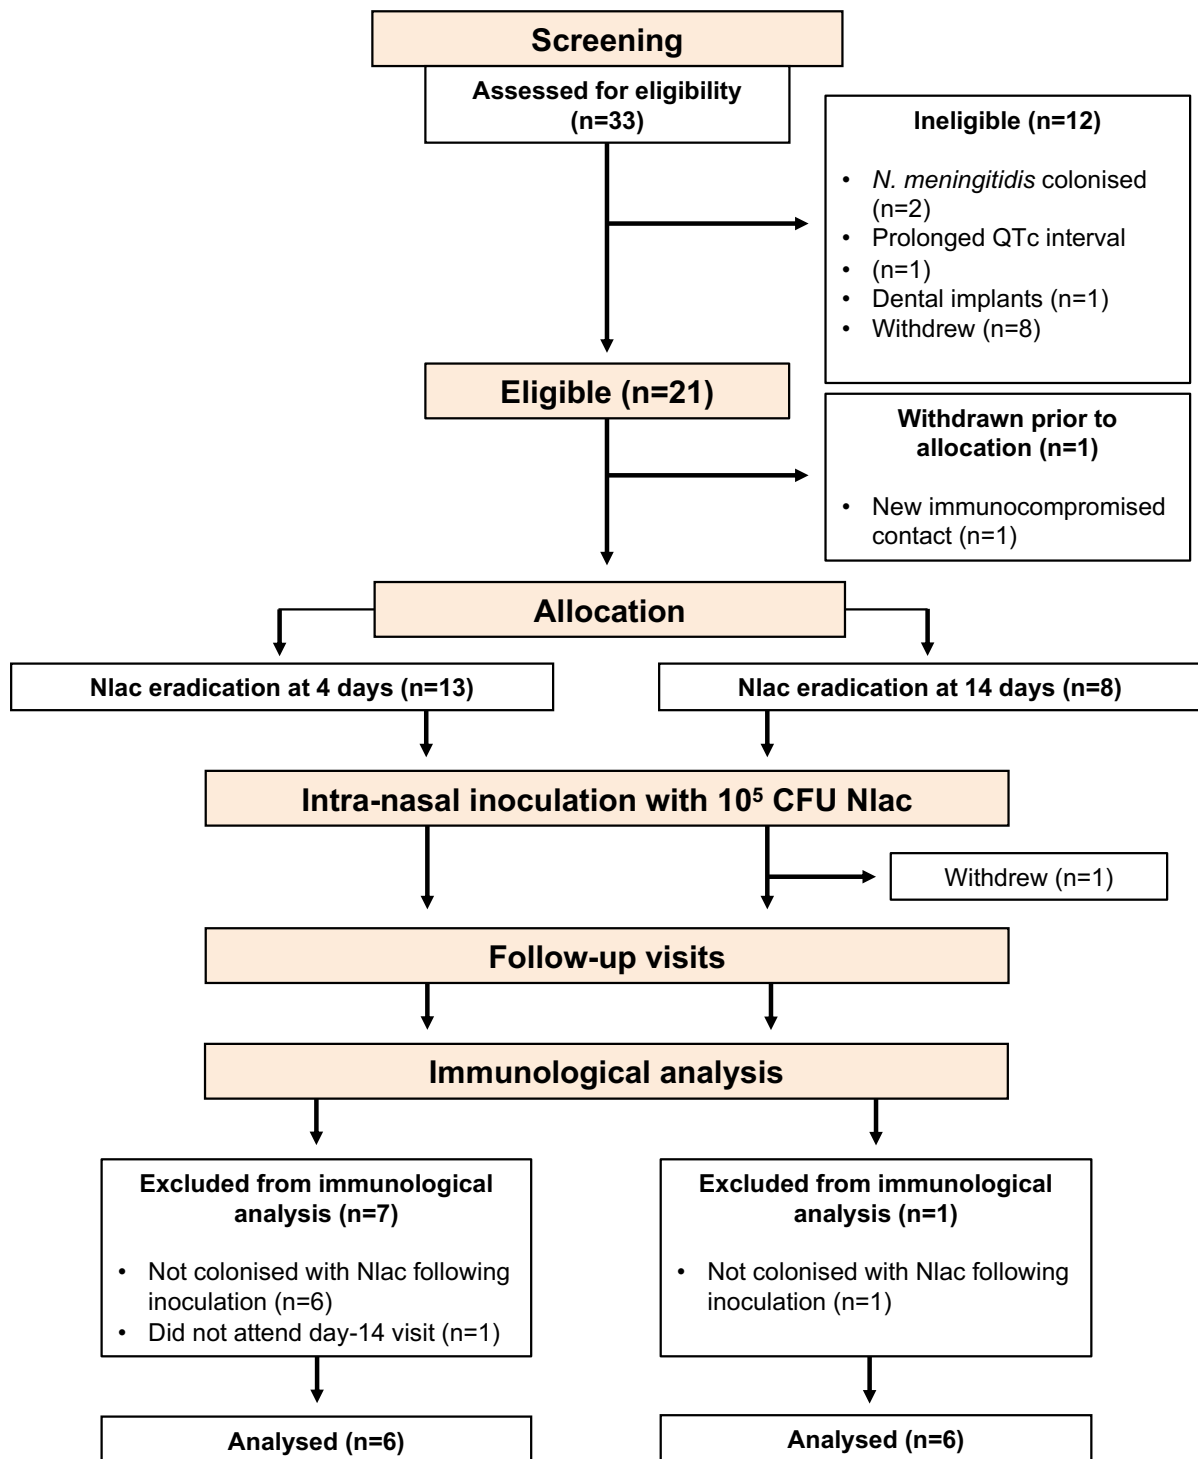 Screening
Assessed for eligibility
(n=33)
Ineligible (n=12)
• N. meningitidis colonised
(n=2)
• Prolonged QTc interval
• (n=1)
• Dental implants (n=1)
• Withdrew (n=8)
Eligible (n=21)
Withdrawn prior to
allocation (n=1)
• New immunocompromised
contact (n=1)
Allocation
Nlac eradication at 4 days (n=13)
Nlac eradication at 14 days (n=8)
Intra-nasal inoculation with 10⁵ CFU Nlac
Withdrew (n=1)
Follow-up visits
Immunological analysis
Excluded from immunological
analysis (n=7)
• Not colonised with Nlac following
inoculation (n=6)
• Did not attend day-14 visit (n=1)
Excluded from immunological
analysis (n=1)
• Not colonised with Nlac following
inoculation (n=1)
Analysed (n=6)
Analysed (n=6)